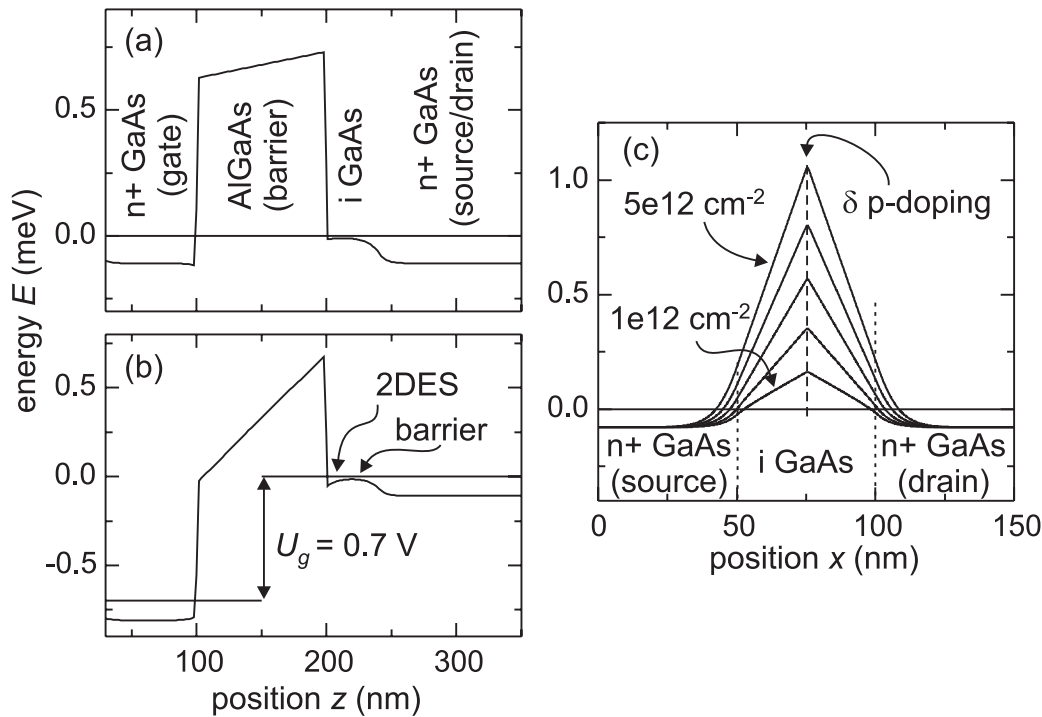 (a)
n+ GaAs
(gate)
AlGaAs
(barrier)
i GaAs
n+ GaAs
(source/drain)
0.5
0.0
energy E (meV)
(b)
2DES
barrier
U_g = 0.7 V
0.5
0.0
-0.5
100
200
300
position z (nm)
(c)
5e12 cm⁻²
δ p-doping
1e12 cm⁻²
1.0
0.5
0.0
n+ GaAs
(source)
i GaAs
n+ GaAs
(drain)
0
50
100
150
position x (nm)